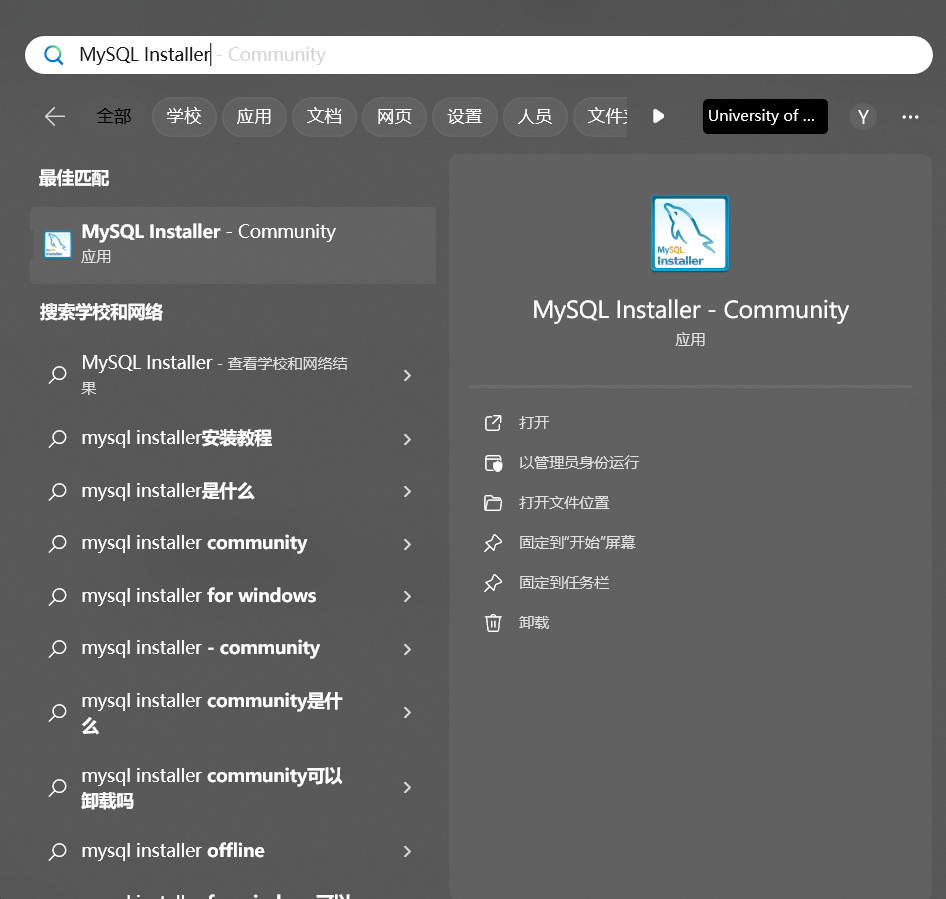 MySQL Installer - Community
全部
学校
应用
文档
网页
设置
人员
文件夹
University of ...
Y
最佳匹配
MySQL Installer - Community
应用
搜索学校和网络
MySQL Installer - 查看学校和网络结
果
mysql installer安装教程
mysql installer是什么
mysql installer community
mysql installer for windows
mysql installer - community
mysql installer community是什
么
mysql installer community可以
卸载吗
mysql installer offline
MySQL
Installer
MySQL Installer - Community
应用
打开
以管理员身份运行
打开文件位置
固定到"开始"屏幕
固定到任务栏
卸载